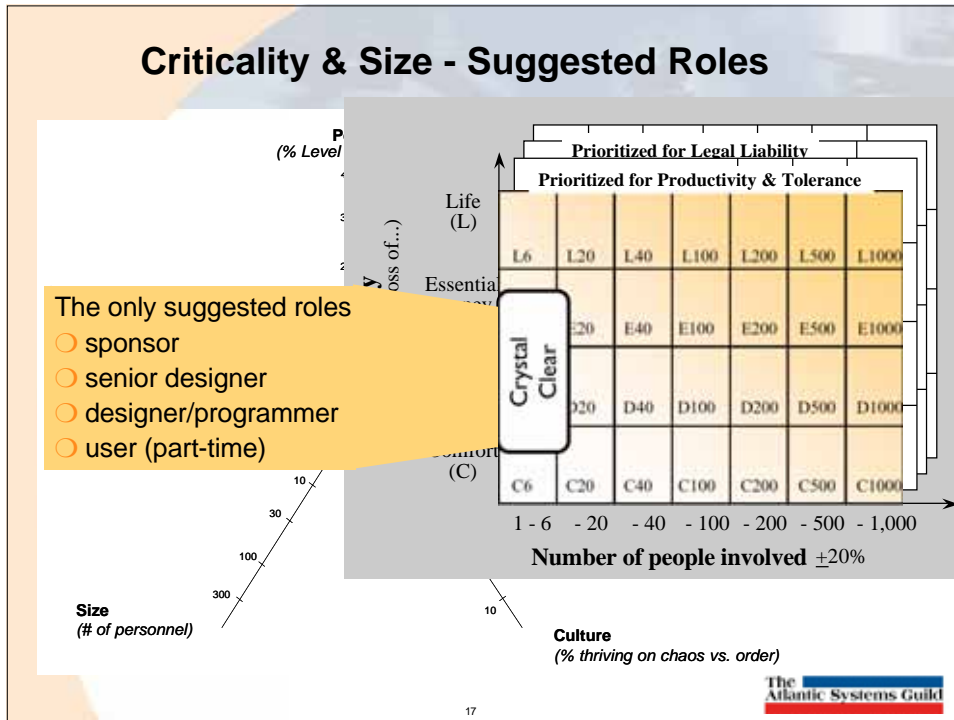 Criticality & Size - Suggested Roles
(% Level
Prioritized for Legal Liability
Prioritized for Productivity & Tolerance
Life
(L)
L6 L20 L40 L100 L200 L500 L1000
oss of...)
Essential
E20 E40 E100 E200 E500 E1000
The only suggested roles
sponsor
senior designer
designer/programmer
user (part-time)
Crystal
Clear
D20 D40 D100 D200 D500 D1000
(C)
C6 C20 C40 C100 C200 C500 C1000
1 - 6 - 20 - 40 - 100 - 200 - 500 - 1,000
Number of people involved +20%
10
30
100
300
Size
(# of personnel)
10
Culture
(% thriving on chaos vs. order)
The
Atlantic Systems Guild
17